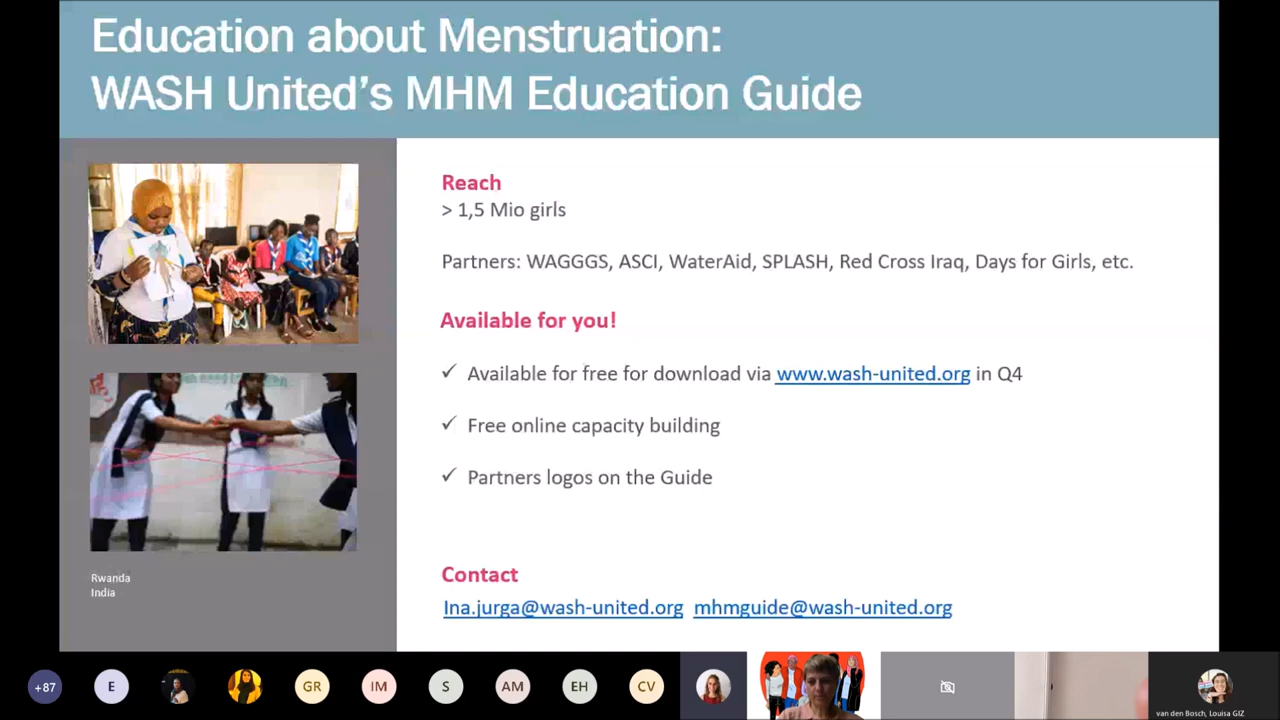 Education about Menstruation:
WASH United's MHM Education Guide
Reach
> 1,5 Mio girls
Partners: WAGGGS, ASCI, WaterAid, SPLASH, Red Cross Iraq, Days for Girls, etc.
Available for you!
✓ Available for free for download via www.wash-united.org in Q4
✓ Free online capacity building
✓ Partners logos on the Guide
Contact
Ina.jurga@wash-united.org mhmguide@wash-united.org
Rwanda
India
+87 E GR IM S AM EH CV
van den Bosch, Louisa GIZ